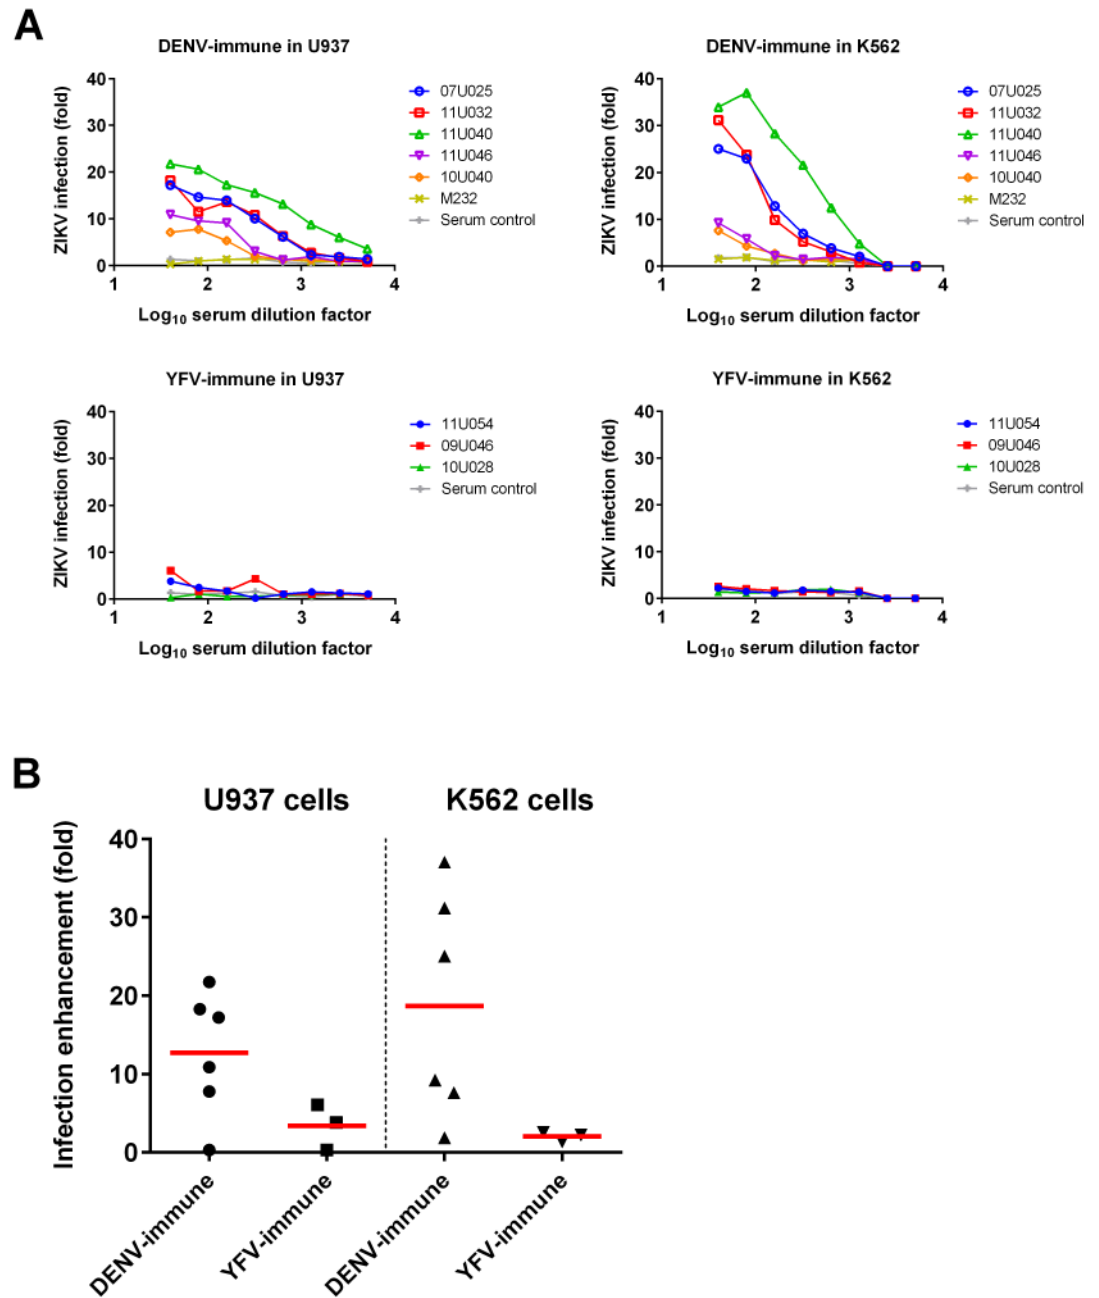 A
DENV-immune in U937
ZIKV infection (fold)
40
30
20
10
0
1 2 3 4
Log10 serum dilution factor
07U025
11U032
11U040
11U046
10U040
M232
Serum control
DENV-immune in K562
ZIKV infection (fold)
40
30
20
10
0
1 2 3 4
Log10 serum dilution factor
07U025
11U032
11U040
11U046
10U040
M232
Serum control
YFV-immune in U937
ZIKV infection (fold)
40
30
20
10
0
1 2 3 4
Log10 serum dilution factor
11U054
09U046
10U028
Serum control
YFV-immune in K562
ZIKV infection (fold)
40
30
20
10
0
1 2 3 4
Log10 serum dilution factor
11U054
09U046
10U028
Serum control
B
U937 cells K562 cells
Infection enhancement (fold)
40
30
20
10
0
DENV-immune
YFV-immune
DENV-immune
YFV-immune